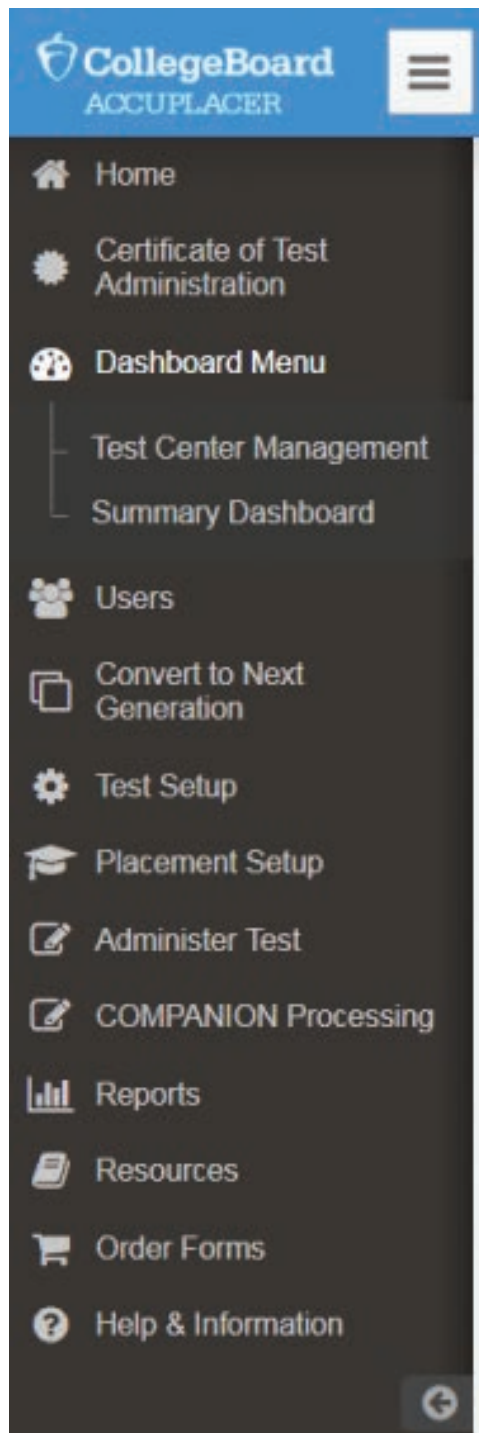 CollegeBoard
ACCUPLACER
Home
Certificate of Test
Administration
Dashboard Menu
Test Center Management
Summary Dashboard
Users
Convert to Next
Generation
Test Setup
Placement Setup
Administer Test
COMPANION Processing
Reports
Resources
Order Forms
Help & Information